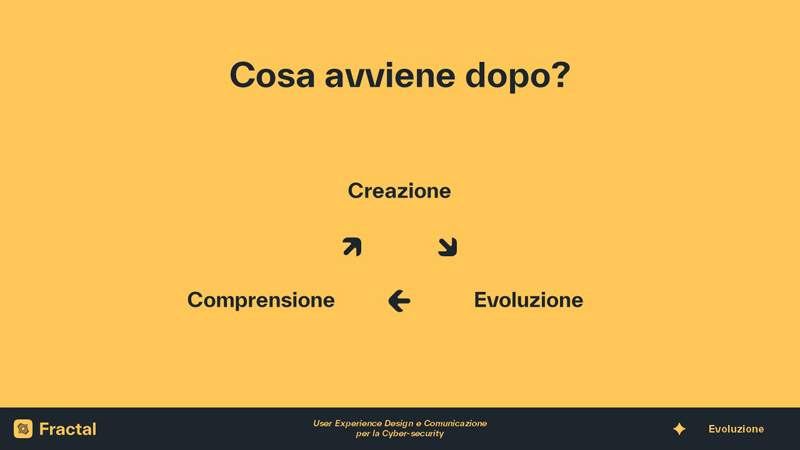 Cosa avviene dopo?
Creazione
Comprensione
Evoluzione
Fractal
User Experience Design e Comunicazione
per la Cyber-security
Evoluzione